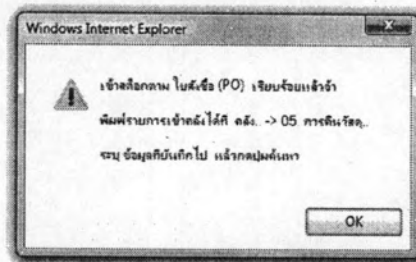 Windows Internet Explorer
เข้าสต็อกตาม ใบสั่งซื้อ (PO) เรียบร้อยแล้วจ้า
พิมพ์รายการเข้าคลังได้ที่ คลัง.. -> 05 การคืนวัสดุ..
ระบุ ข้อมูลที่บันทึกไป แล้วกดปุ่มค้นหา
OK